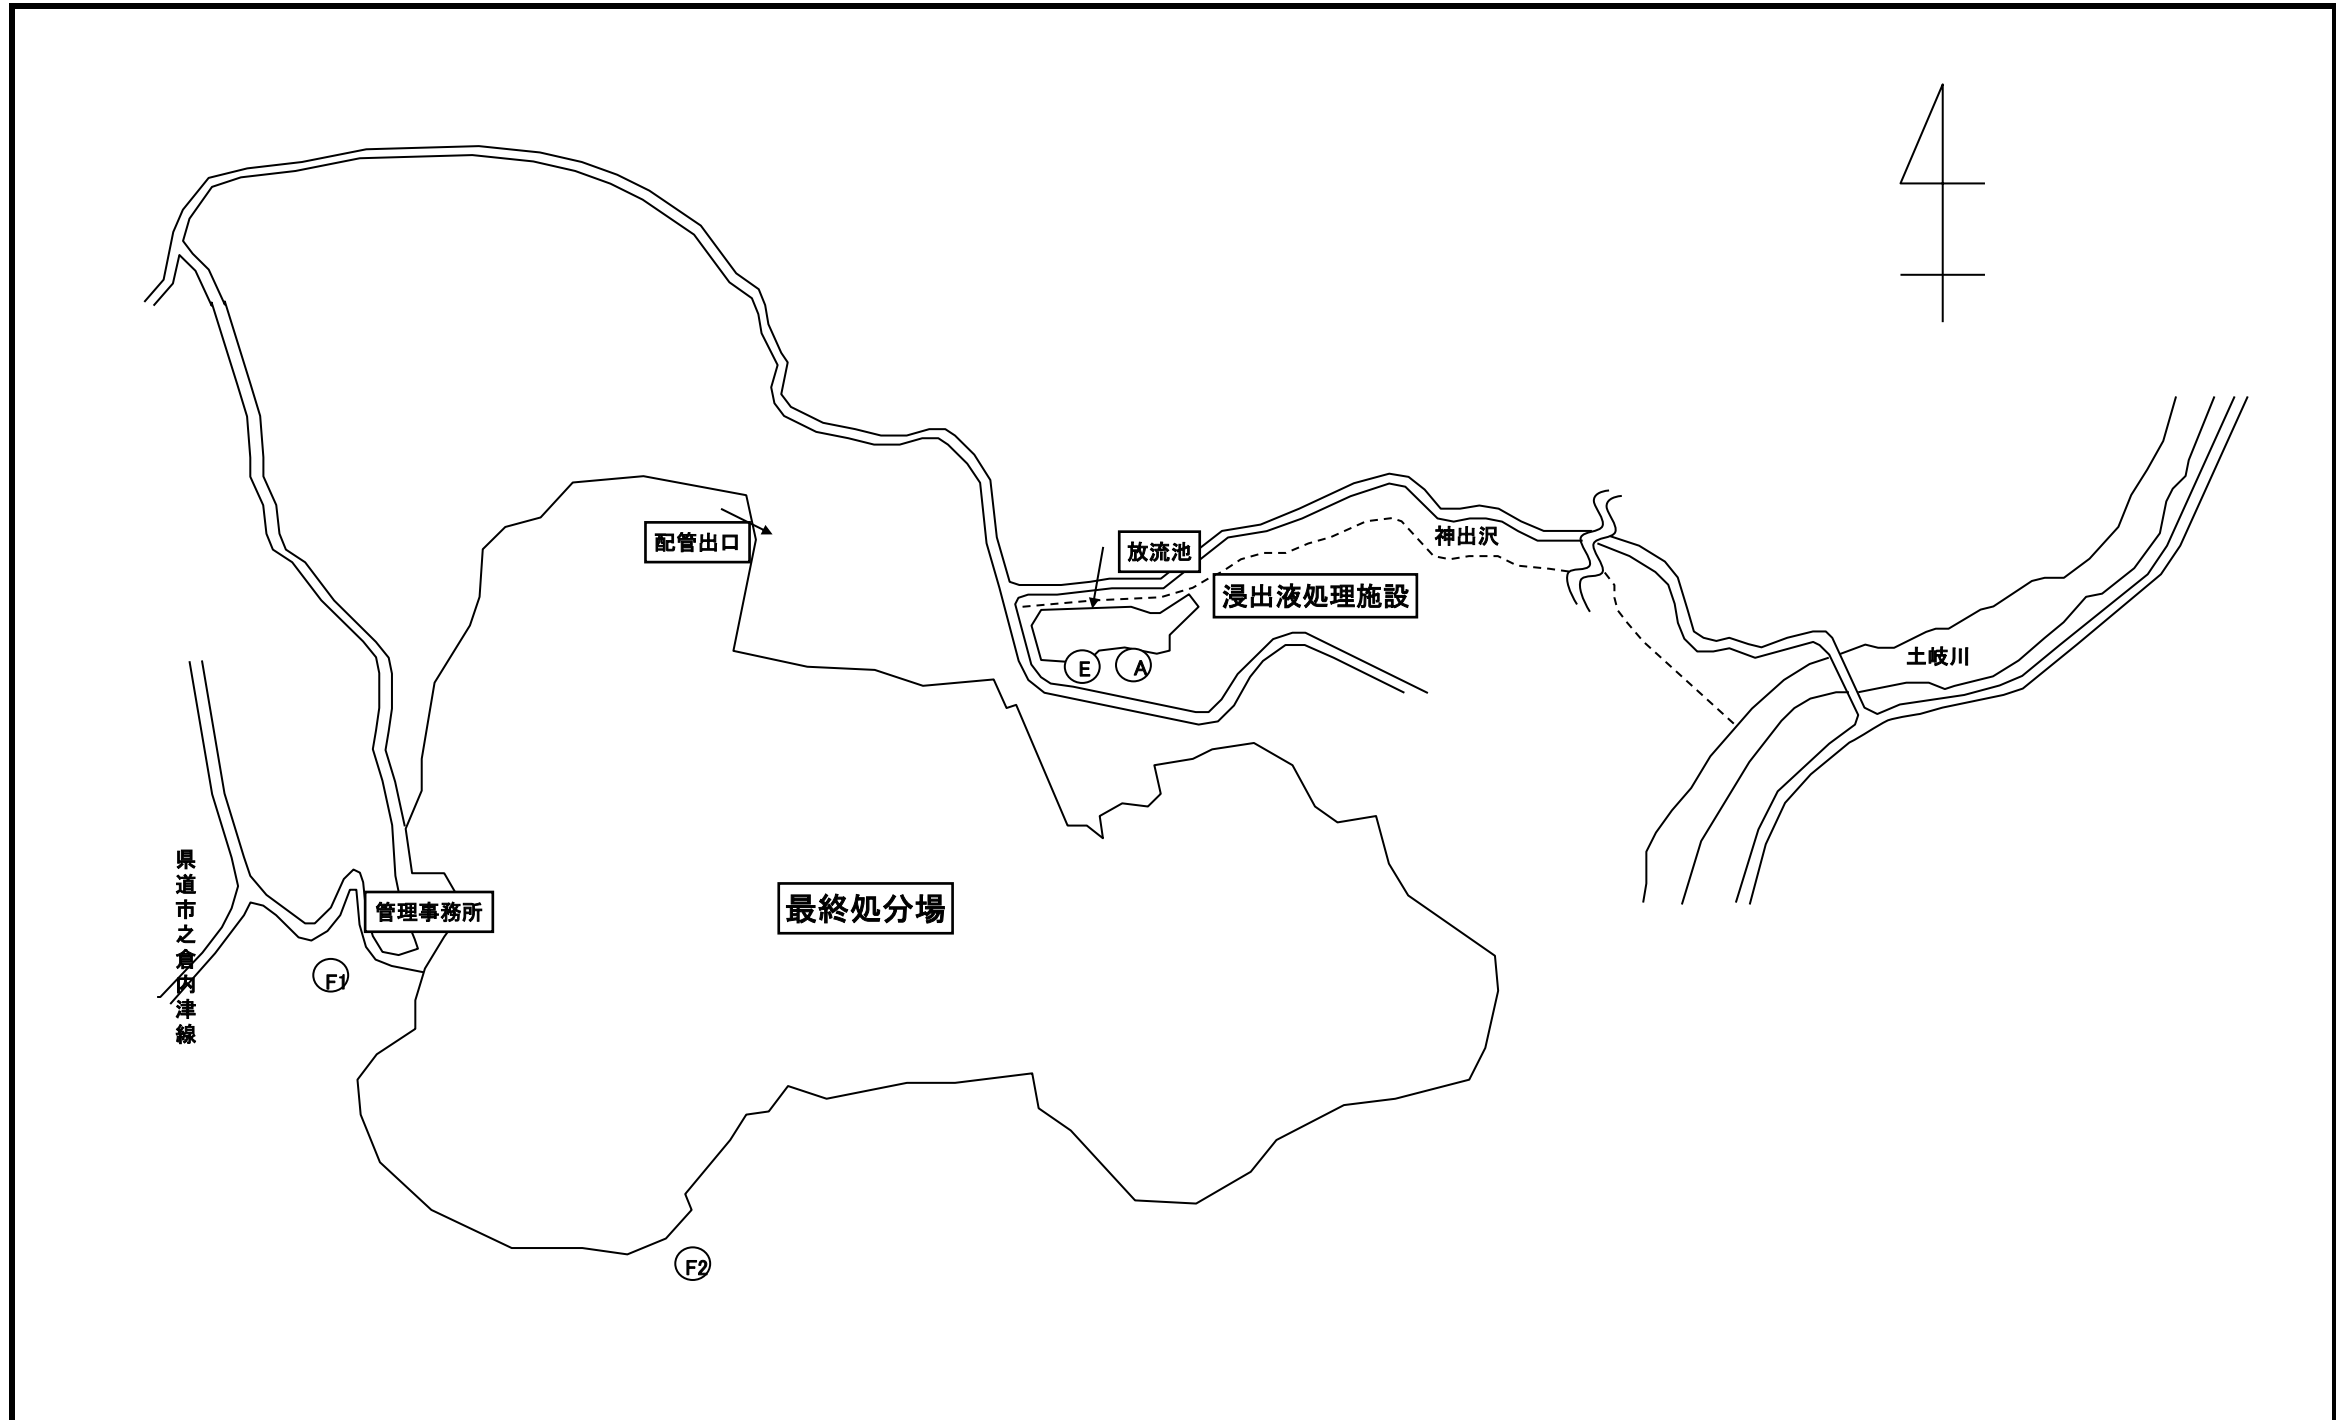 神出沢
配管出口
放流池
浸出液処理施設
土岐川
E
A
県道市之倉内津線
管理事務所
最終処分場
F1
F2